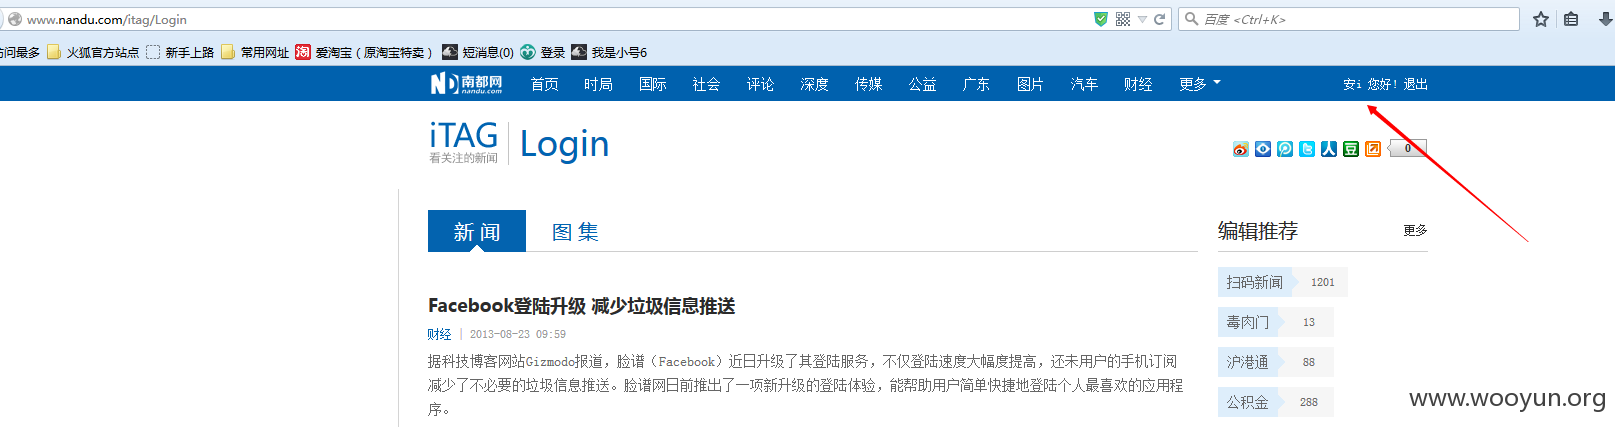 www.nandu.com/itag/Login
百度 <Ctrl+K>
访问最多 火狐官方站点 新手上路 常用网址 爱淘宝（原淘宝特卖） 短消息(0) 登录 我是小号6
ND 南都网 nandu.com 首页 时局 国际 社会 评论 深度 传媒 公益 广东 图片 汽车 财经 更多 安i 您好! 退出
iTAG
看关注的新闻
Login
0
新闻 图集
编辑推荐 更多
Facebook登陆升级 减少垃圾信息推送
财经 | 2013-08-23 09:59
据科技博客网站Gizmodo报道，脸谱（Facebook）近日升级了其登陆服务，不仅登陆速度大幅度提高，还未用户的手机订阅
减少了不必要的垃圾信息推送。脸谱网日前推出了一项新升级的登陆体验，能帮助用户简单快捷地登陆个人最喜欢的应用程
序。
扫码新闻 1201
毒肉门 13
沪港通 88
公积金 288
www.wooyun.org